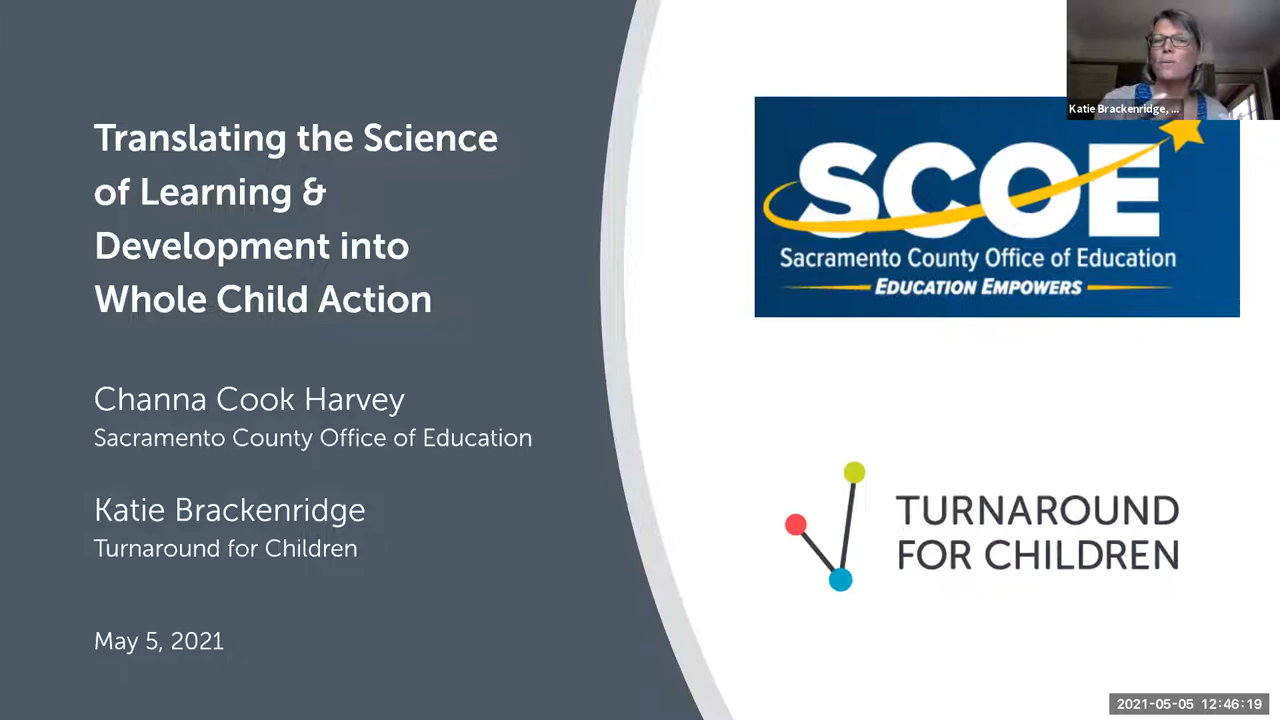 Translating the Science
of Learning &
Development into
Whole Child Action
Channa Cook Harvey
Sacramento County Office of Education
Katie Brackenridge
Turnaround for Children
May 5, 2021
Katie Brackenridge, ...
SCOE
Sacramento County Office of Education
EDUCATION EMPOWERS
TURNAROUND
FOR CHILDREN
2021-05-05 12:46:19